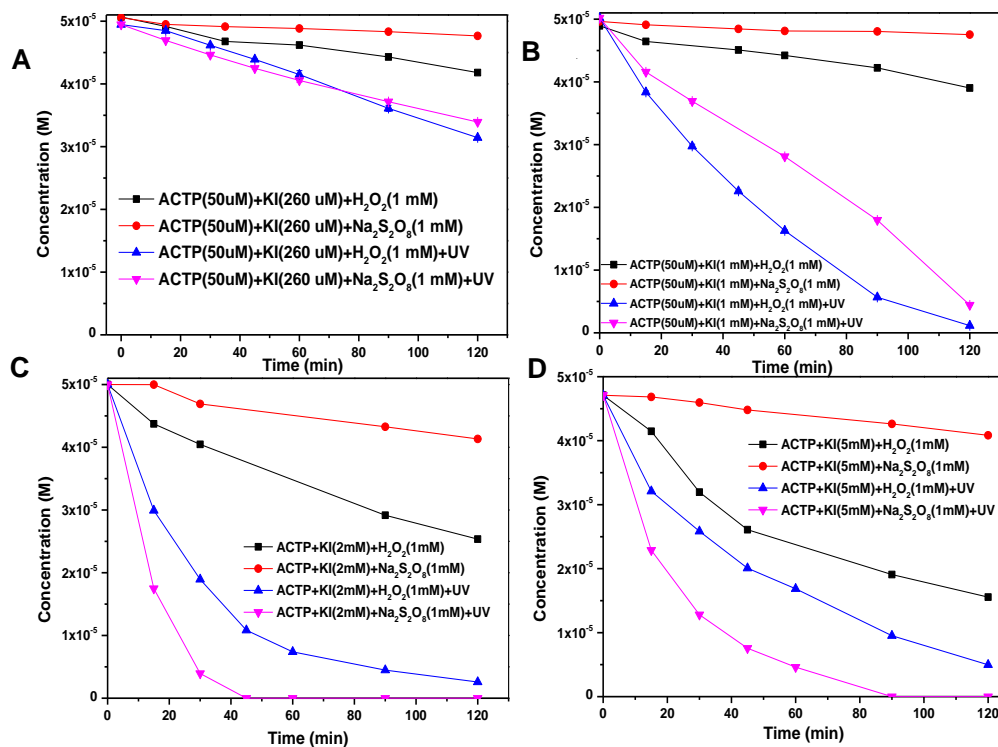 A
Concentration (M)
5x10⁻⁵
4x10⁻⁵
3x10⁻⁵
2x10⁻⁵
1x10⁻⁵
0
ACTP(50uM)+KI(260 uM)+H₂O₂(1 mM)
ACTP(50uM)+KI(260 uM)+Na₂S₂O₈(1 mM)
ACTP(50uM)+KI(260 uM)+H₂O₂(1 mM)+UV
ACTP(50uM)+KI(260 uM)+Na₂S₂O₈(1 mM)+UV
0 20 40 60 80 100 120
Time (min)
B
Concentration (M)
5x10⁻⁵
4x10⁻⁵
3x10⁻⁵
2x10⁻⁵
1x10⁻⁵
0
ACTP(50uM)+KI(1 mM)+H₂O₂(1 mM)
ACTP(50uM)+KI(1 mM)+Na₂S₂O₈(1 mM)
ACTP(50uM)+KI(1 mM)+H₂O₂(1 mM)+UV
ACTP(50uM)+KI(1 mM)+Na₂S₂O₈(1 mM)+UV
0 20 40 60 80 100 120
Time (min)
C
Concentration (M)
5x10⁻⁵
4x10⁻⁵
3x10⁻⁵
2x10⁻⁵
1x10⁻⁵
0
ACTP+KI(2mM)+H₂O₂(1mM)
ACTP+KI(2mM)+Na₂S₂O₈(1mM)
ACTP+KI(2mM)+H₂O₂(1mM)+UV
ACTP+KI(2mM)+Na₂S₂O₈(1mM)+UV
0 20 40 60 80 100 120
Time (min)
D
Concentration (M)
5x10⁻⁵
4x10⁻⁵
3x10⁻⁵
2x10⁻⁵
1x10⁻⁵
0
ACTP+KI(5mM)+H₂O₂(1mM)
ACTP+KI(5mM)+Na₂S₂O₈(1mM)
ACTP+KI(5mM)+H₂O₂(1mM)+UV
ACTP+KI(5mM)+Na₂S₂O₈(1mM)+UV
0 20 40 60 80 100 120
Time (min)